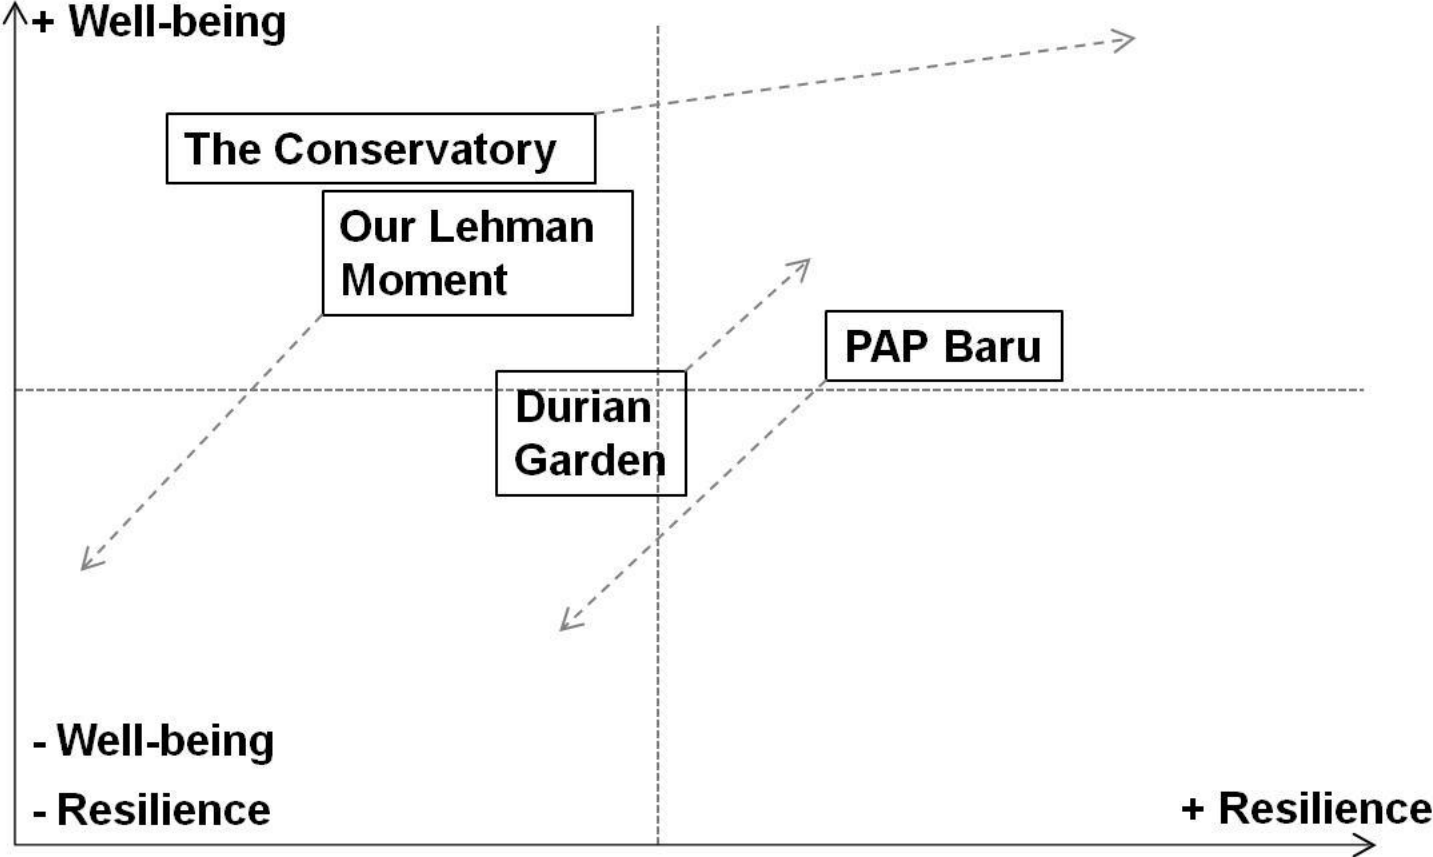 + Well-being
The Conservatory
Our Lehman
Moment
PAP Baru
Durian
Garden
- Well-being
- Resilience
+ Resilience